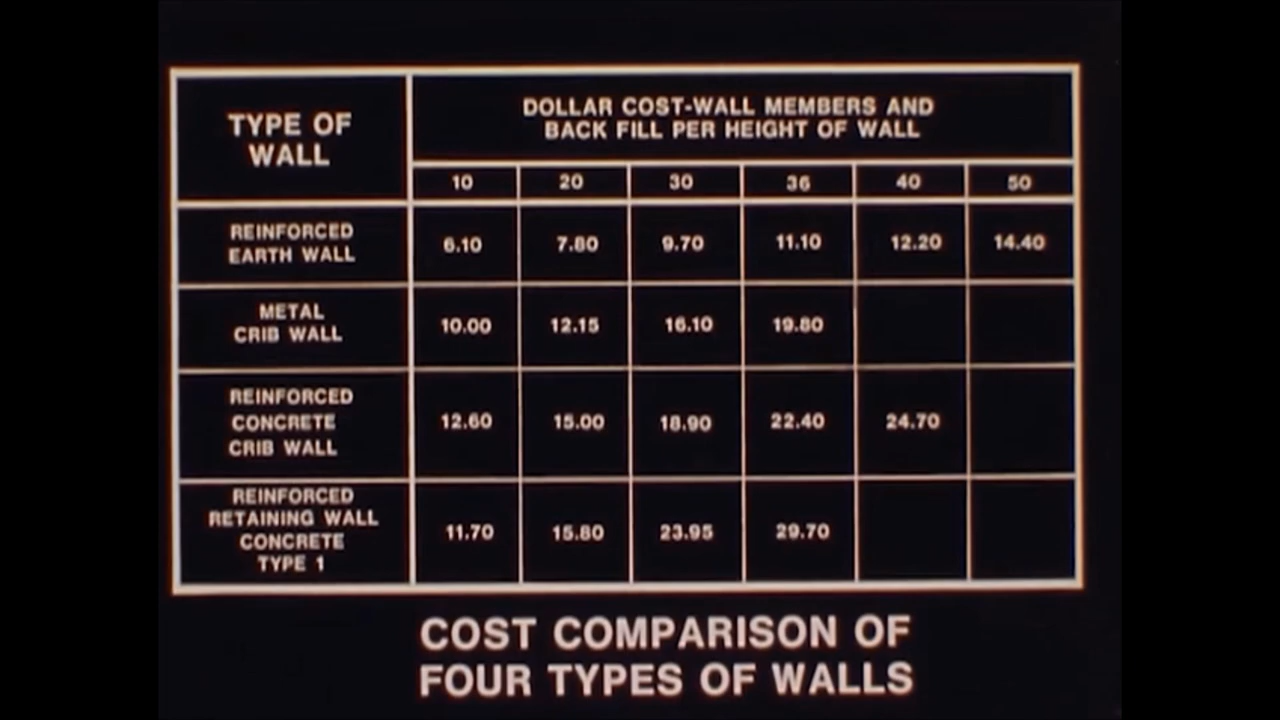 TYPE OF
WALL
DOLLAR COST-WALL MEMBERS AND
BACK FILL PER HEIGHT OF WALL
10 20 30 36 40 50
REINFORCED
EARTH WALL
6.10 7.80 9.70 11.10 12.20 14.40
METAL
CRIB WALL
10.00 12.15 16.10 19.80
REINFORCED
CONCRETE
CRIB WALL
12.60 15.00 18.90 22.40 24.70
REINFORCED
RETAINING WALL
CONCRETE
TYPE 1
11.70 15.80 23.95 29.70
COST COMPARISON OF
FOUR TYPES OF WALLS